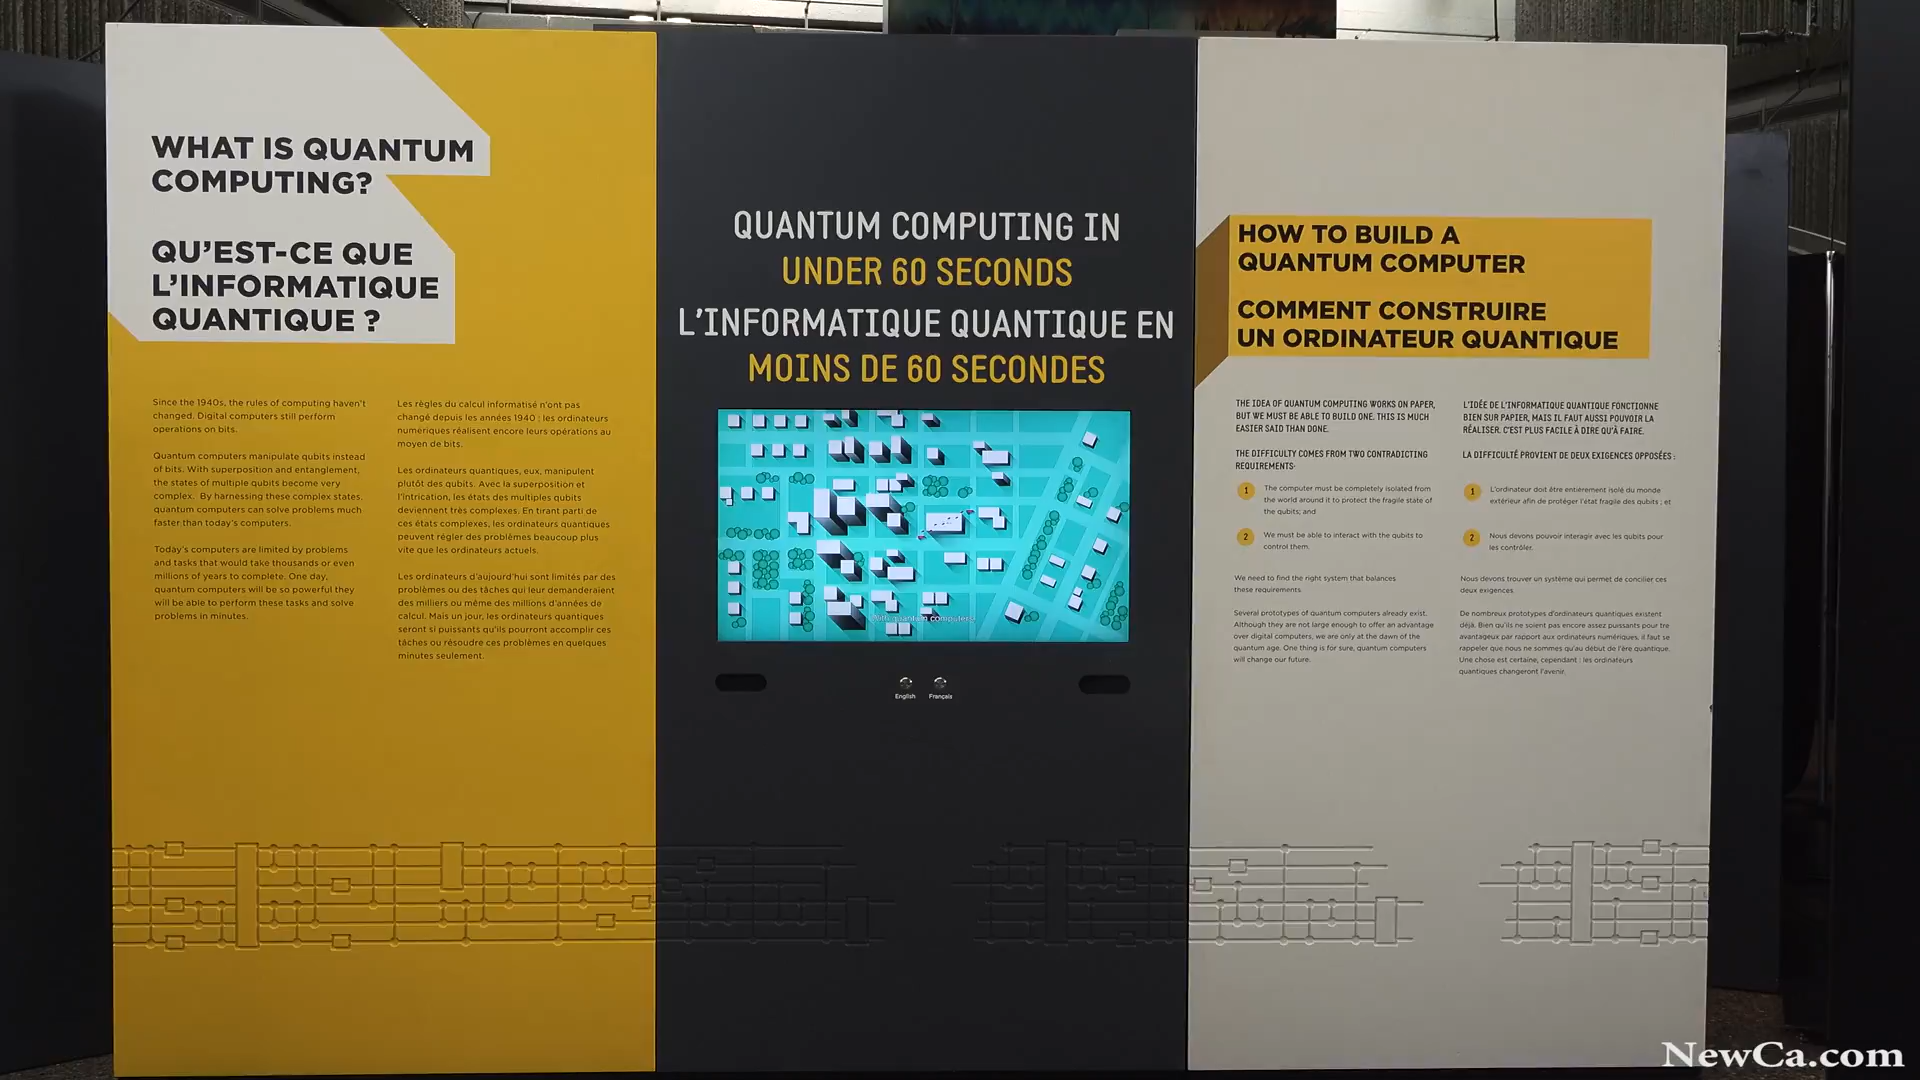 WHAT IS QUANTUM
COMPUTING?
QU'EST-CE QUE
L'INFORMATIQUE
QUANTIQUE ?
Since the 1940s, the rules of computing haven't
changed. Digital computers still perform
operations on bits.
Quantum computers manipulate qubits instead
of bits. With superposition and entanglement,
the states of multiple qubits become very
complex. By harnessing these complex states,
quantum computers can solve problems much
faster than today's computers.
Today's computers are limited by problems
and tasks that would take thousands or even
millions of years to complete. One day,
quantum computers will be so powerful they
will be able to perform these tasks and solve
problems in minutes.
Les règles du calcul informatisé n'ont pas
changé depuis les années 1940 ; les ordinateurs
numériques réalisent encore leurs opérations au
moyen de bits.
Les ordinateurs quantiques, eux, manipulent
plutôt des qubits. Avec la superposition et
l'intrication, les états des multiples qubits
deviennent très complexes. En tirant parti de
ces états complexes, les ordinateurs quantiques
peuvent régler des problèmes beaucoup plus
vite que les ordinateurs actuels.
Les ordinateurs d'aujourd'hui sont limités par des
problèmes ou des tâches qui leur demanderaient
des milliers ou même des millions d'années de
calcul. Mais un jour, les ordinateurs quantiques
seront si puissants qu'ils pourront accomplir ces
tâches ou résoudre ces problèmes en quelques
minutes seulement.
QUANTUM COMPUTING IN
UNDER 60 SECONDS
L'INFORMATIQUE QUANTIQUE EN
MOINS DE 60 SECONDES
With quantum computers
English Français
HOW TO BUILD A
QUANTUM COMPUTER
COMMENT CONSTRUIRE
UN ORDINATEUR QUANTIQUE
THE IDEA OF QUANTUM COMPUTING WORKS ON PAPER,
BUT WE MUST BE ABLE TO BUILD ONE. THIS IS MUCH
EASIER SAID THAN DONE.
THE DIFFICULTY COMES FROM TWO CONTRADICTING
REQUIREMENTS:
1 The computer must be completely isolated from
the world around it to protect the fragile state of
the qubits; and
2 We must be able to interact with the qubits to
control them.
We need to find the right system that balances
these requirements.
Several prototypes of quantum computers already exist.
Although they are not large enough to offer an advantage
over digital computers, we are only at the dawn of the
quantum age. One thing is for sure, quantum computers
will change our future.
L'IDÉE DE L'INFORMATIQUE QUANTIQUE FONCTIONNE
BIEN SUR PAPIER, MAIS IL FAUT AUSSI POUVOIR LA
RÉALISER. C'EST PLUS FACILE À DIRE QU'À FAIRE.
LA DIFFICULTÉ PROVIENT DE DEUX EXIGENCES OPPOSÉES :
1 L'ordinateur doit être entièrement isolé du monde
extérieur afin de protéger l'état fragile des qubits ; et
2 Nous devons pouvoir interagir avec les qubits pour
les contrôler.
Nous devons trouver un système qui permet de concilier ces
deux exigences.
De nombreux prototypes d'ordinateurs quantiques existent
déjà. Bien qu'ils ne soient pas encore assez puissants pour tre
avantageux par rapport aux ordinateurs numériques, il faut se
rappeler que nous ne sommes qu'au début de l'ère quantique.
Une chose est certaine, cependant : les ordinateurs
quantiques changeront l'avenir.
NewCa.com